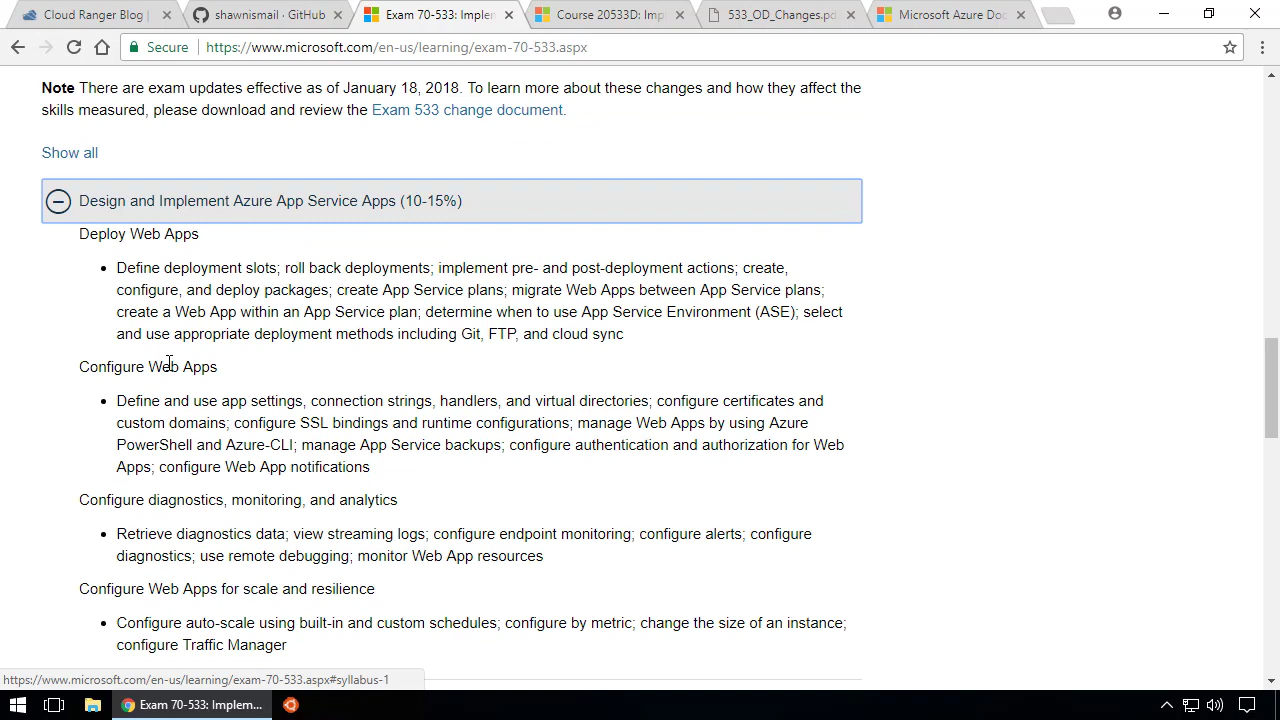 Cloud Ranger Blog |
shawnismail · GitHub
Exam 70-533: Implem
Course 20533D: Impl
533_OD_Changes.pd
Microsoft Azure Doc
Secure
https://www.microsoft.com/en-us/learning/exam-70-533.aspx
Note There are exam updates effective as of January 18, 2018. To learn more about these changes and how they affect the
skills measured, please download and review the Exam 533 change document.
Show all
Design and Implement Azure App Service Apps (10-15%)
Deploy Web Apps
• Define deployment slots; roll back deployments; implement pre- and post-deployment actions; create,
configure, and deploy packages; create App Service plans; migrate Web Apps between App Service plans;
create a Web App within an App Service plan; determine when to use App Service Environment (ASE); select
and use appropriate deployment methods including Git, FTP, and cloud sync
Configure Web Apps
• Define and use app settings, connection strings, handlers, and virtual directories; configure certificates and
custom domains; configure SSL bindings and runtime configurations; manage Web Apps by using Azure
PowerShell and Azure-CLI; manage App Service backups; configure authentication and authorization for Web
Apps; configure Web App notifications
Configure diagnostics, monitoring, and analytics
• Retrieve diagnostics data; view streaming logs; configure endpoint monitoring; configure alerts; configure
diagnostics; use remote debugging; monitor Web App resources
Configure Web Apps for scale and resilience
• Configure auto-scale using built-in and custom schedules; configure by metric; change the size of an instance;
configure Traffic Manager
https://www.microsoft.com/en-us/learning/exam-70-533.aspx#syllabus-1
Exam 70-533: Implem...